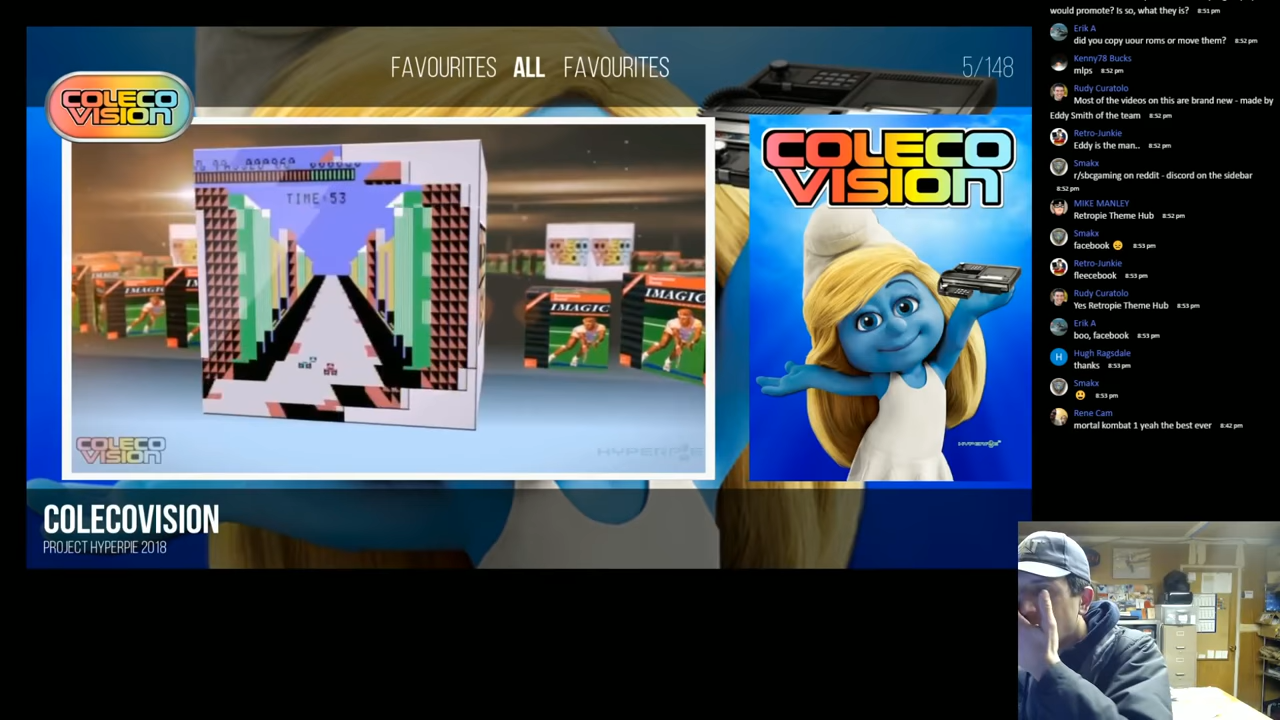 FAVOURITES ALL FAVOURITES
5/148
COLECO
VISION
TIME:53
IMAGIC
IMAGIC
COLECO
VISION
HYPERPIE
COLECO
VISION
HYPERPIE
COLECOVISION
PROJECT HYPERPIE 2018
would promote? Is so, what they is? 8:51 pm
Erik A
did you copy uour roms or move them? 8:52 pm
Kenny78 Bucks
mlps 8:52 pm
Rudy Curatolo
Most of the videos on this are brand new - made by
Eddy Smith of the team 8:52 pm
Retro-Junkie
Eddy is the man.. 8:52 pm
Smakx
r/sbcgaming on reddit - discord on the sidebar
8:52 pm
MIKE MANLEY
Retropie Theme Hub 8:52 pm
Smakx
facebook 8:53 pm
Retro-Junkie
fleecebook 8:53 pm
Rudy Curatolo
Yes Retropie Theme Hub 8:53 pm
Erik A
boo, facebook 8:53 pm
H
Hugh Ragsdale
thanks 8:53 pm
Smakx
8:53 pm
Rene Cam
mortal kombat 1 yeah the best ever 8:42 pm